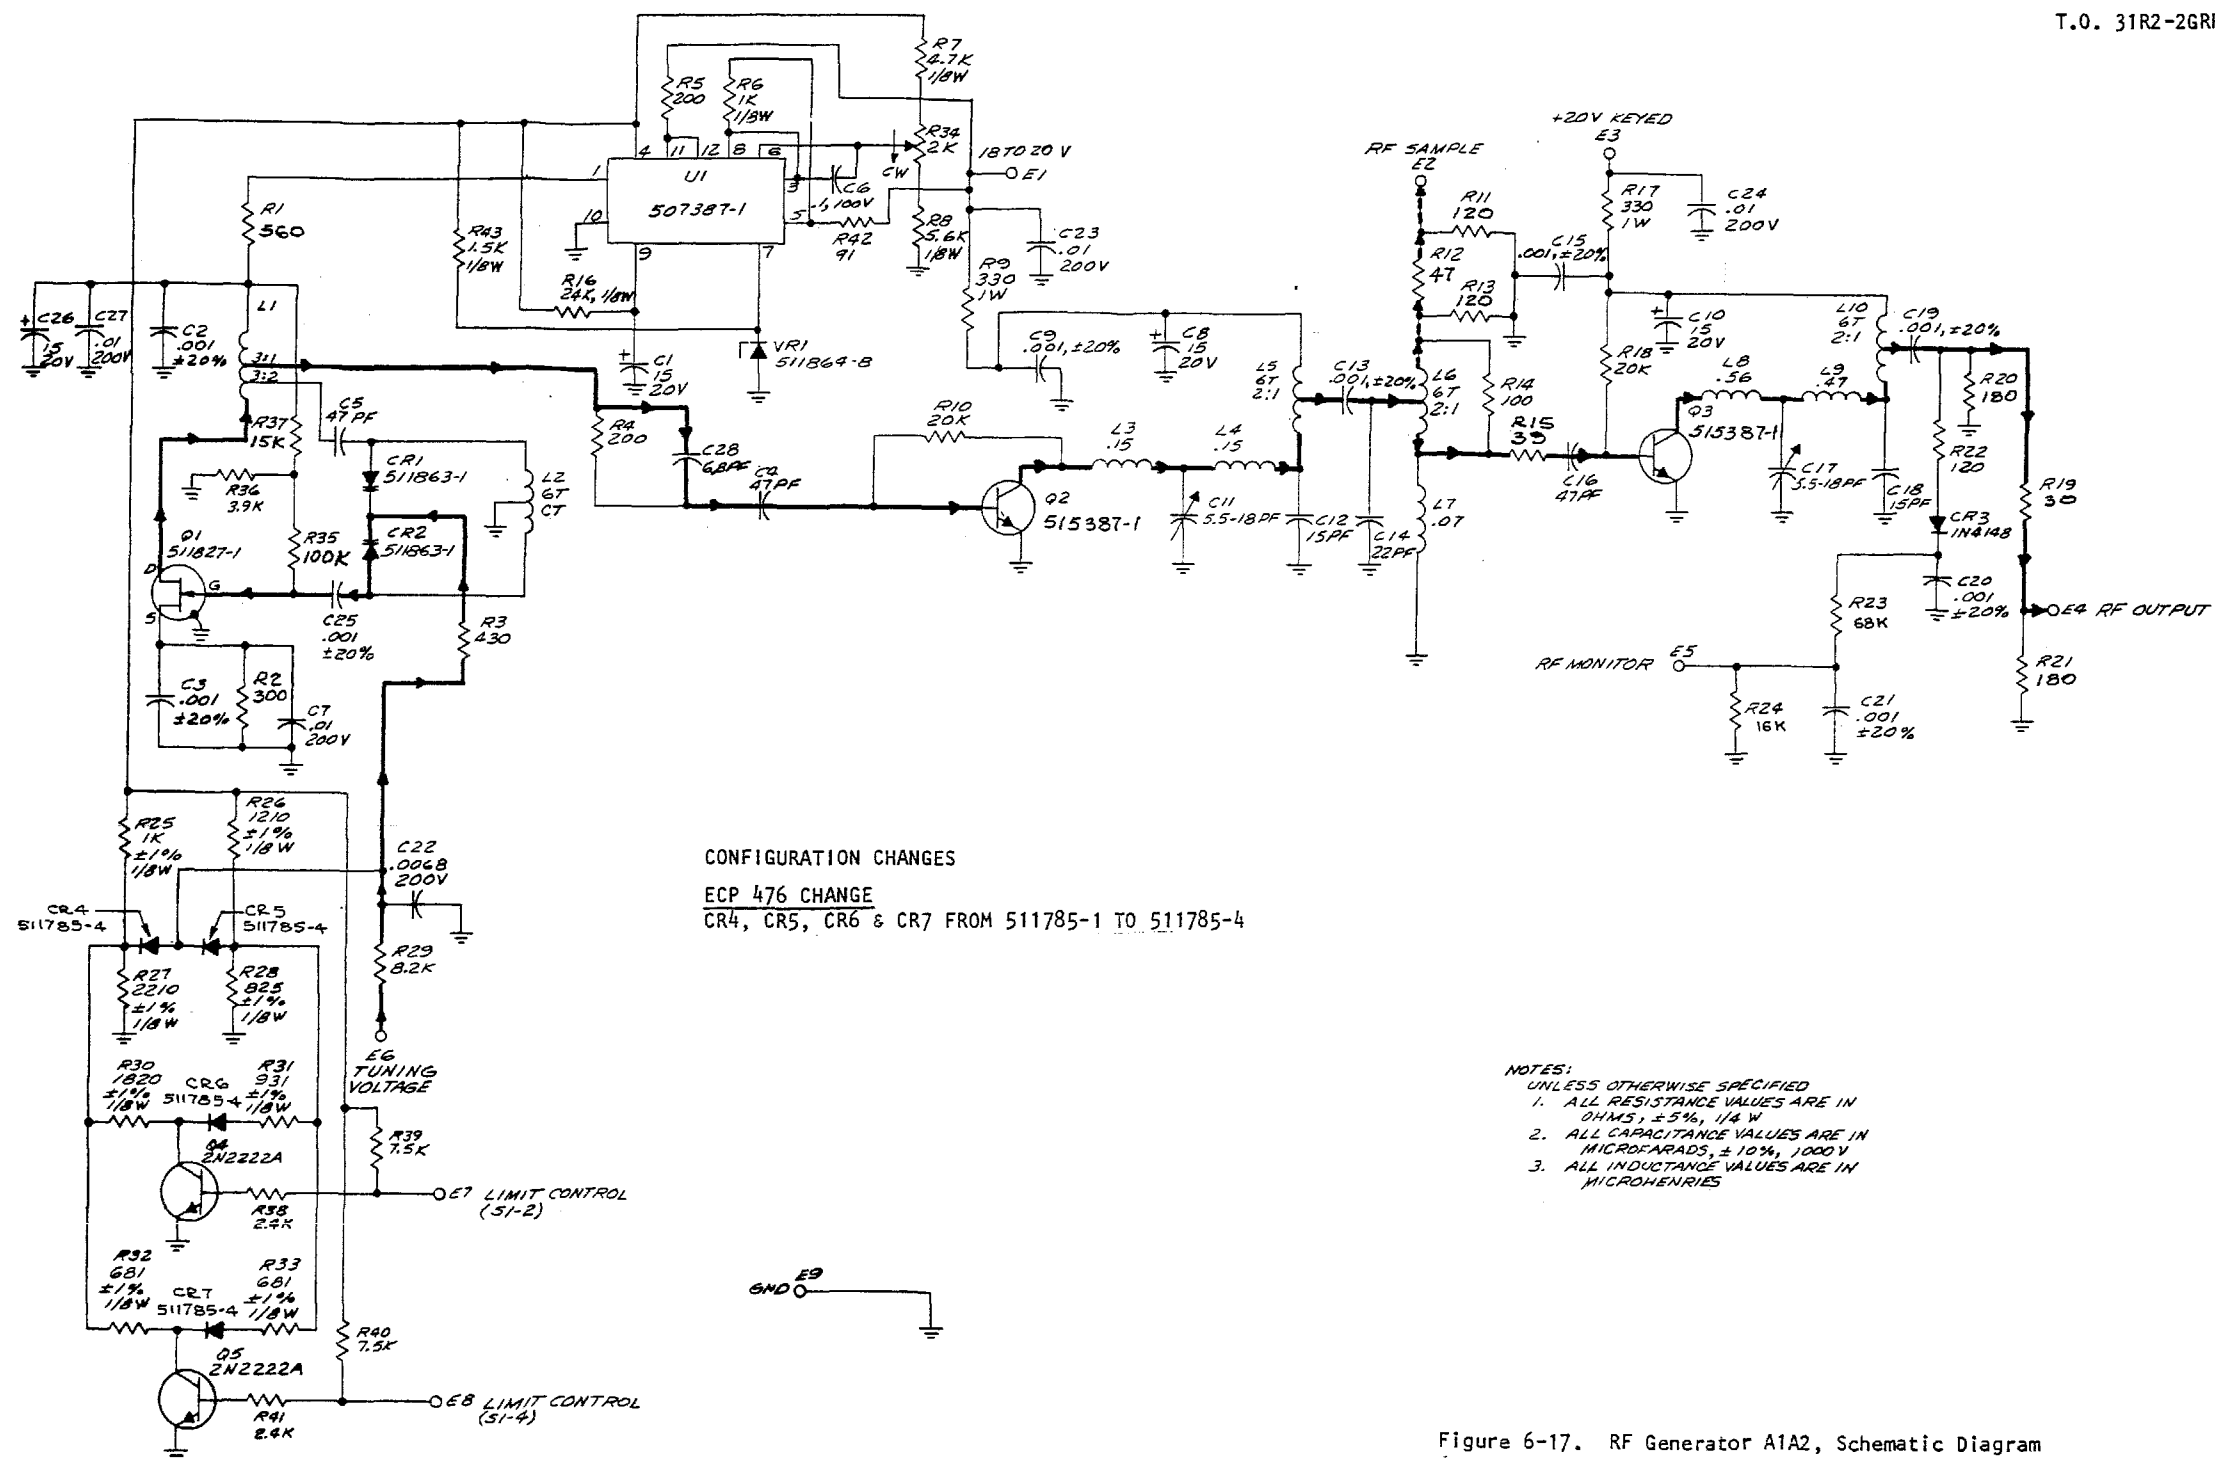 T.O. 31R2-2GR
R7
4.7K
1/8W
R5
200
R6
1K
1/8W
R34
2K
CW
18 TO 20 V
E1
4 11 12 8 6
1
U1
3
507387-1
10
5
9
7
C6
.1, 100V
R42
91
R8
5.6K
1/8W
C23
.01
200V
R9
330
1W
R1
560
R43
1.5K
1/8W
R16
24K, 1/8W
+
C1
15
20V
VR1
511864-B
+
C26
15
20V
C27
.01
200V
C2
.001
±20%
L1
3:1
3:2
C5
47PF
R37
15K
R36
3.9K
R35
100K
CR1
511863-1
CR2
511863-1
L2
6T
CT
Q1
511827-1
D
G
S
C25
.001
±20%
R3
430
C3
.001
±20%
R2
300
C7
.01
200V
R4
200
C28
6.8PF
C4
47PF
R10
20K
Q2
515387-1
L3
.15
L4
.15
C11
5.5-18PF
C12
15PF
C9
.001, ±20%
+
C8
15
20V
L5
6T
2:1
C13
.001, ±20%
C14
22PF
L6
6T
2:1
L7
.07
RF SAMPLE
E2
R11
120
R12
47
R13
120
C15
.001, ±20%
R14
100
R15
39
C16
47PF
+20V KEYED
E3
R17
330
1W
C24
.01
200V
R18
20K
+
C10
15
20V
Q3
515387-1
L8
.56
L9
.47
C17
5.5-18PF
C18
15PF
L10
6T
2:1
C19
.001, ±20%
R20
180
R22
120
R19
30
CR3
1N4148
C20
.001
±20%
E4 RF OUTPUT
R21
180
R23
68K
RF MONITOR E5
R24
16K
C21
.001
±20%
R25
1K
±1%
1/8W
R26
1210
±1%
1/8W
C22
.0068
200V
CR4
511785-4
CR5
511785-4
R27
2210
±1%
1/8W
R28
825
±1%
1/8W
R29
8.2K
E6
TUNING
VOLTAGE
R30
1820
±1%
1/8W
CR6
511785-4
R31
931
±1%
1/8W
Q4
2N2222A
R39
7.5K
R38
2.4K
E7 LIMIT CONTROL
(S1-2)
R32
681
±1%
1/8W
CR7
511785-4
R33
681
±1%
1/8W
Q5
2N2222A
R40
7.5K
R41
2.4K
E8 LIMIT CONTROL
(S1-4)
GND E9
CONFIGURATION CHANGES
ECP 476 CHANGE
CR4, CR5, CR6 & CR7 FROM 511785-1 TO 511785-4
NOTES:
UNLESS OTHERWISE SPECIFIED
1. ALL RESISTANCE VALUES ARE IN
OHMS, ±5%, 1/4 W
2. ALL CAPACITANCE VALUES ARE IN
MICROFARADS, ±10%, 1000V
3. ALL INDUCTANCE VALUES ARE IN
MICROHENRIES
Figure 6-17. RF Generator A1A2, Schematic Diagram